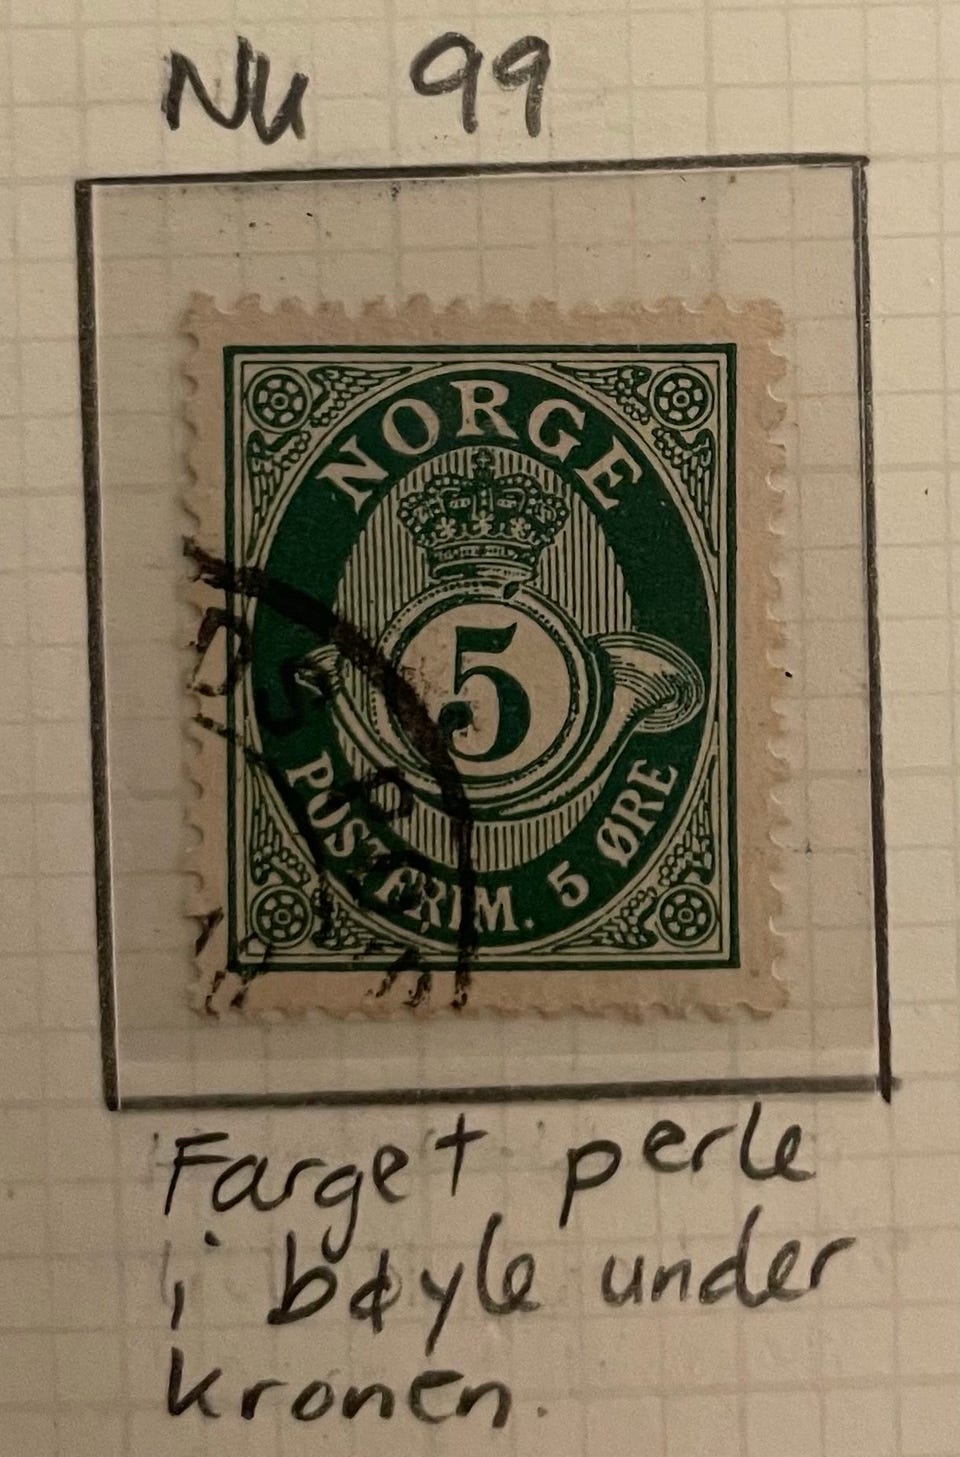 Nu 99
NORGE
5
POSTFRIM. 5 ØRE
Farget perle
i bøyle under
kronen.